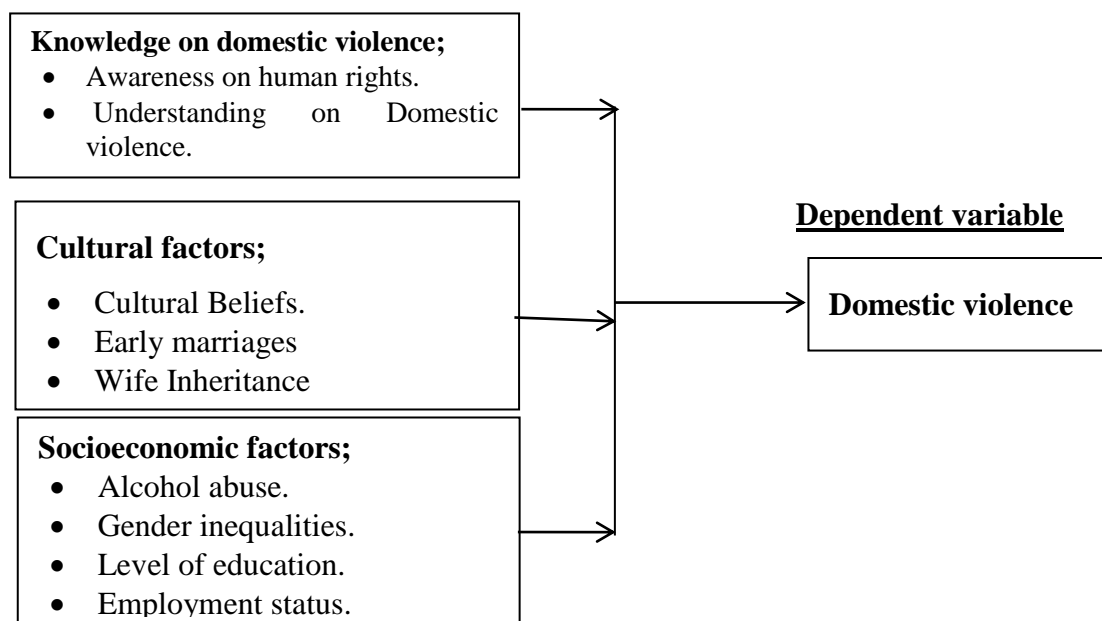 Knowledge on domestic violence;
• Awareness on human rights.
• Understanding on Domestic
violence.
Cultural factors;
• Cultural Beliefs.
• Early marriages
• Wife Inheritance
Socioeconomic factors;
• Alcohol abuse.
• Gender inequalities.
• Level of education.
• Employment status.
Dependent variable
Domestic violence